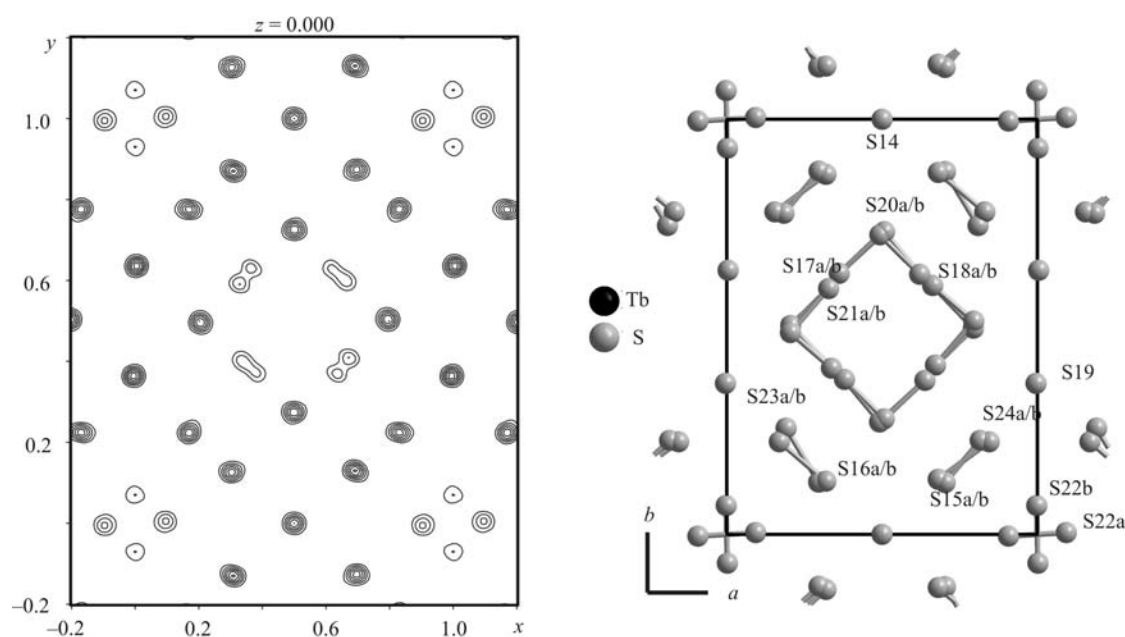 z = 0.000
y
1.0
0.6
0.2
–0.2
–0.2
0.2
0.6
1.0
x
S14
S20a/b
S17a/b
S18a/b
Tb
S21a/b
S
S19
S23a/b
S24a/b
S16a/b
S15a/b
S22b
S22a
b
a